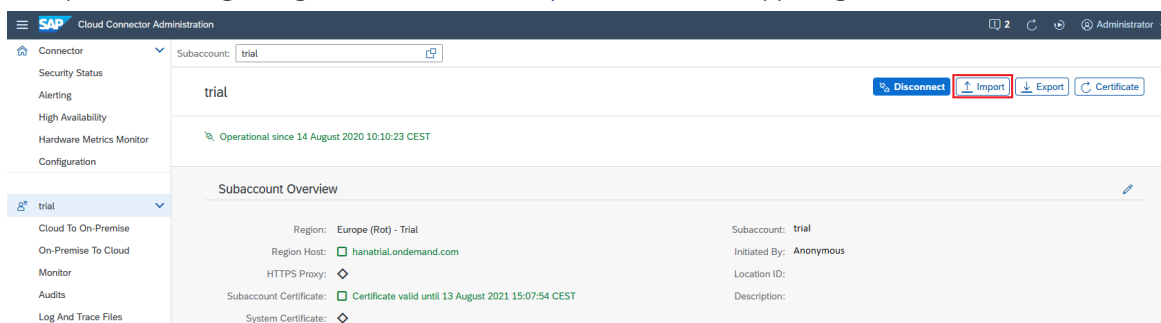 SAP Cloud Connector Administration
2
Administrator
Connector
Security Status
Alerting
High Availability
Hardware Metrics Monitor
Configuration
trial
Cloud To On-Premise
On-Premise To Cloud
Monitor
Audits
Log And Trace Files
Subaccount: trial
trial
Disconnect Import Export Certificate
Operational since 14 August 2020 10:10:23 CEST
Subaccount Overview
Region: Europe (Rot) - Trial
Region Host: hanatrial.ondemand.com
HTTPS Proxy:
Subaccount Certificate: Certificate valid until 13 August 2021 15:07:54 CEST
System Certificate:
Subaccount: trial
Initiated By: Anonymous
Location ID:
Description: